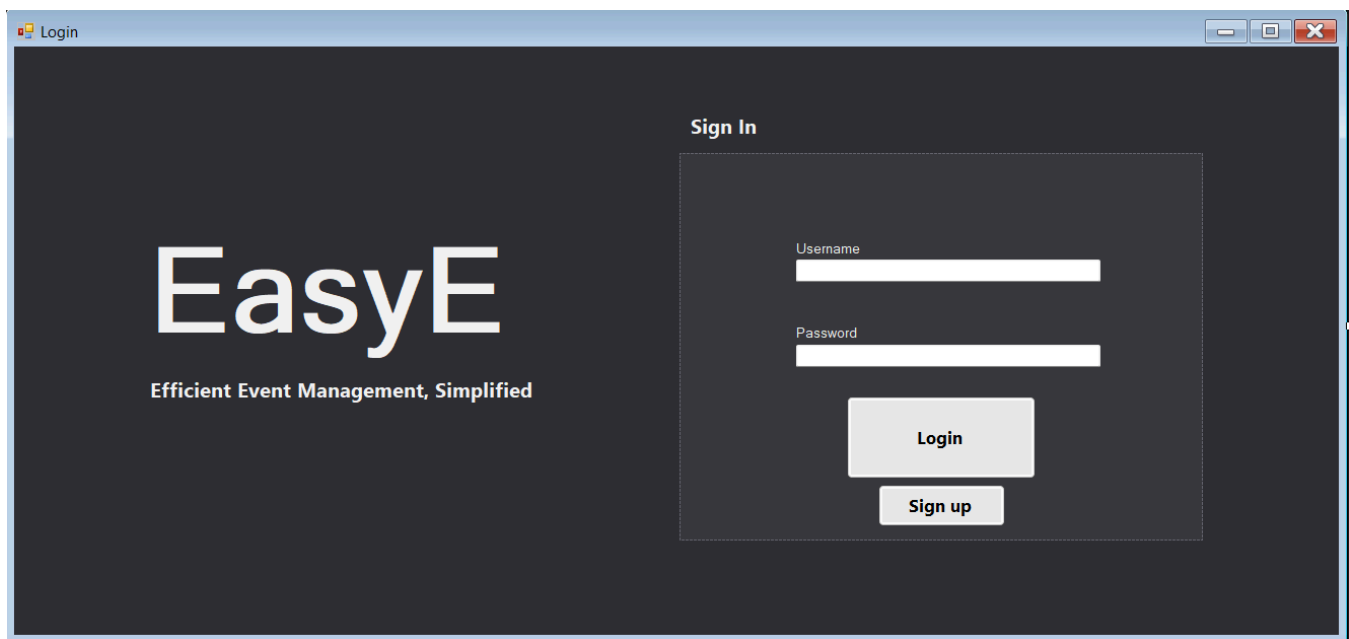 Login
EasyE
Efficient Event Management, Simplified
Sign In
Username
Password
Login
Sign up